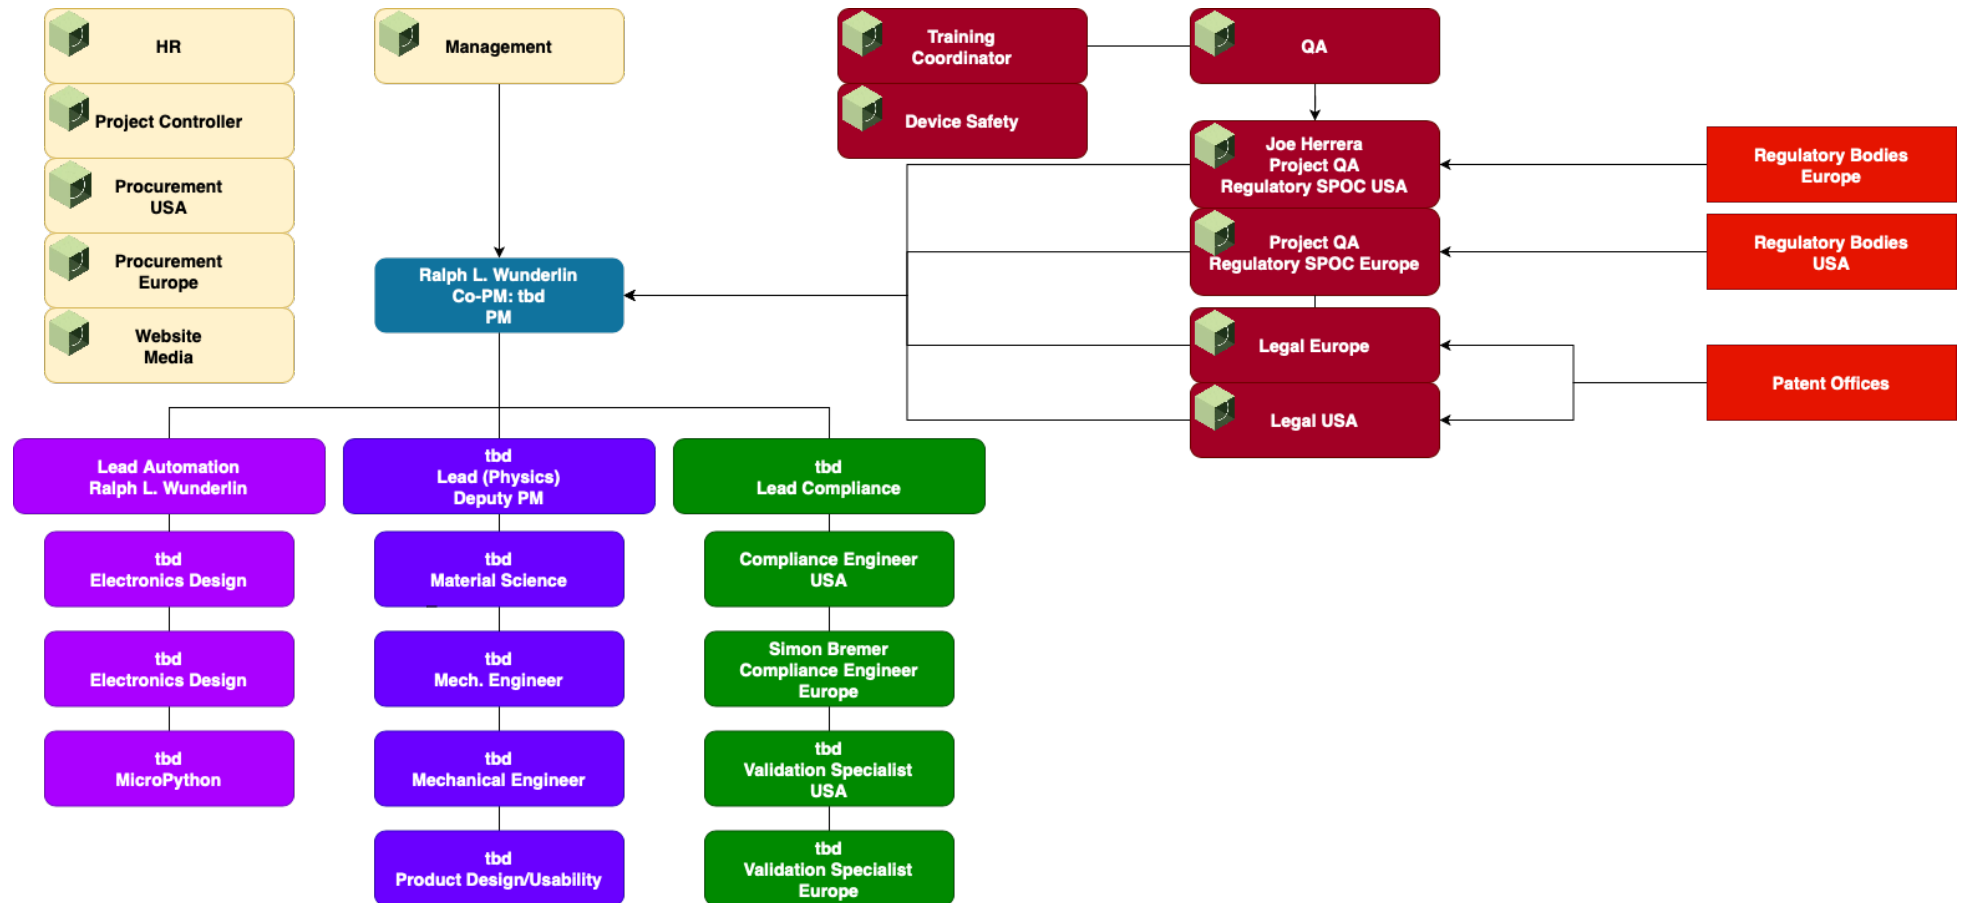 HR
Project Controller
Procurement
USA
Procurement
Europe
Website
Media
Management
Training
Coordinator
Device Safety
QA
Joe Herrera
Project QA
Regulatory SPOC USA
Project QA
Regulatory SPOC Europe
Legal Europe
Legal USA
Regulatory Bodies
Europe
Regulatory Bodies
USA
Patent Offices
Ralph L. Wunderlin
Co-PM: tbd
PM
Lead Automation
Ralph L. Wunderlin
tbd
Electronics Design
tbd
Electronics Design
tbd
MicroPython
tbd
Lead (Physics)
Deputy PM
tbd
Material Science
tbd
Mech. Engineer
tbd
Mechanical Engineer
tbd
Product Design/Usability
tbd
Lead Compliance
Compliance Engineer
USA
Simon Bremer
Compliance Engineer
Europe
tbd
Validation Specialist
USA
tbd
Validation Specialist
Europe